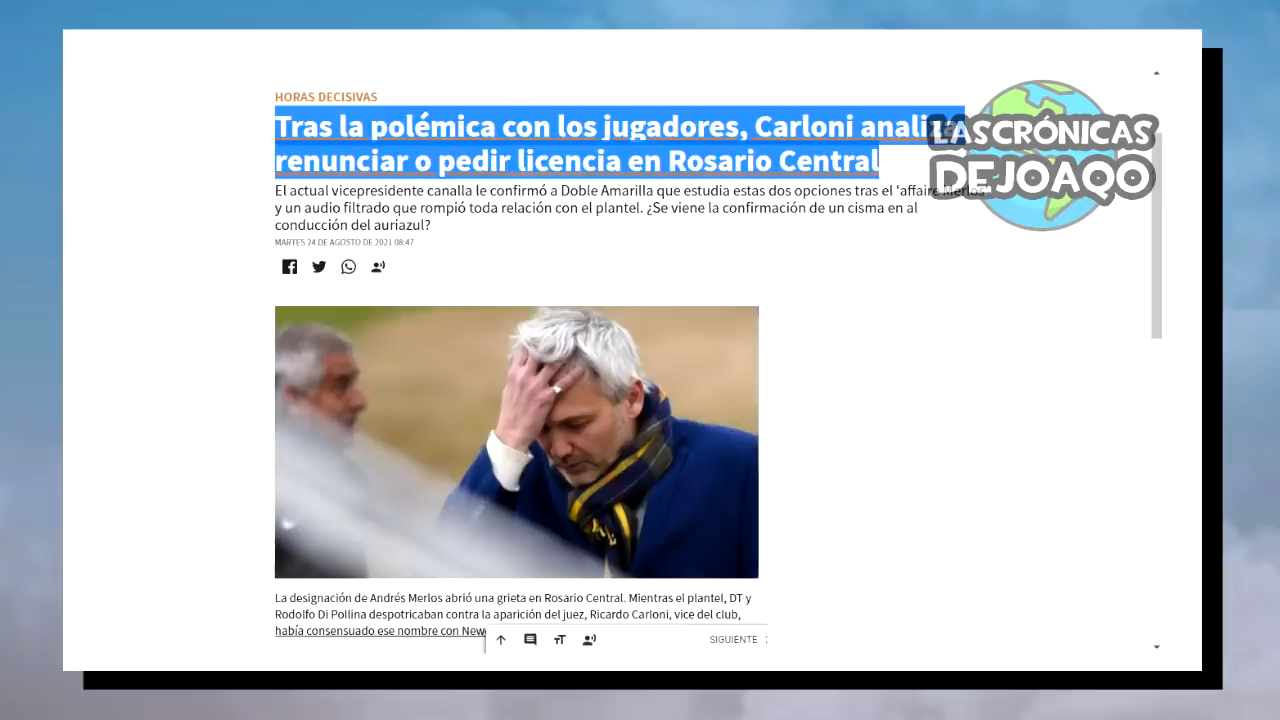 HORAS DECISIVAS
Tras la polémica con los jugadores, Carloni analiza
renunciar o pedir licencia en Rosario Central
LAS CRÓNICAS
DE JOAQO
El actual vicepresidente canalla le confirmó a Doble Amarilla que estudia estas dos opciones tras el 'affaire Merlos'
y un audio filtrado que rompió toda relación con el plantel. ¿Se viene la confirmación de un cisma en al
conducción del auriazul?
MARTES 24 DE AGOSTO DE 2021 08:47
La designación de Andrés Merlos abrió una grieta en Rosario Central. Mientras el plantel, DT y
Rodolfo Di Pollina despotricaban contra la aparición del juez, Ricardo Carloni, vice del club,
había consensuado ese nombre con New
SIGUIENTE